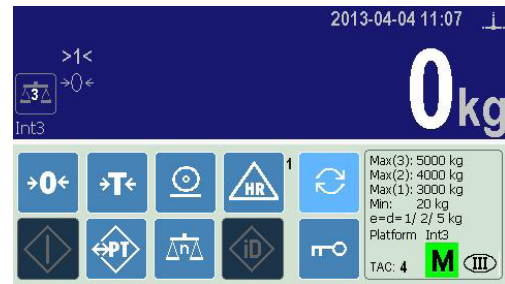 2013-04-04 11:07
>1<
→0←
3
Int3
0kg
→0←
→T←
HR
1
PT
n
iD
Max(3): 5000 kg
Max(2): 4000 kg
Max(1): 3000 kg
Min: 20 kg
e=d= 1/ 2/ 5 kg
Platform Int3
TAC: 4 M III